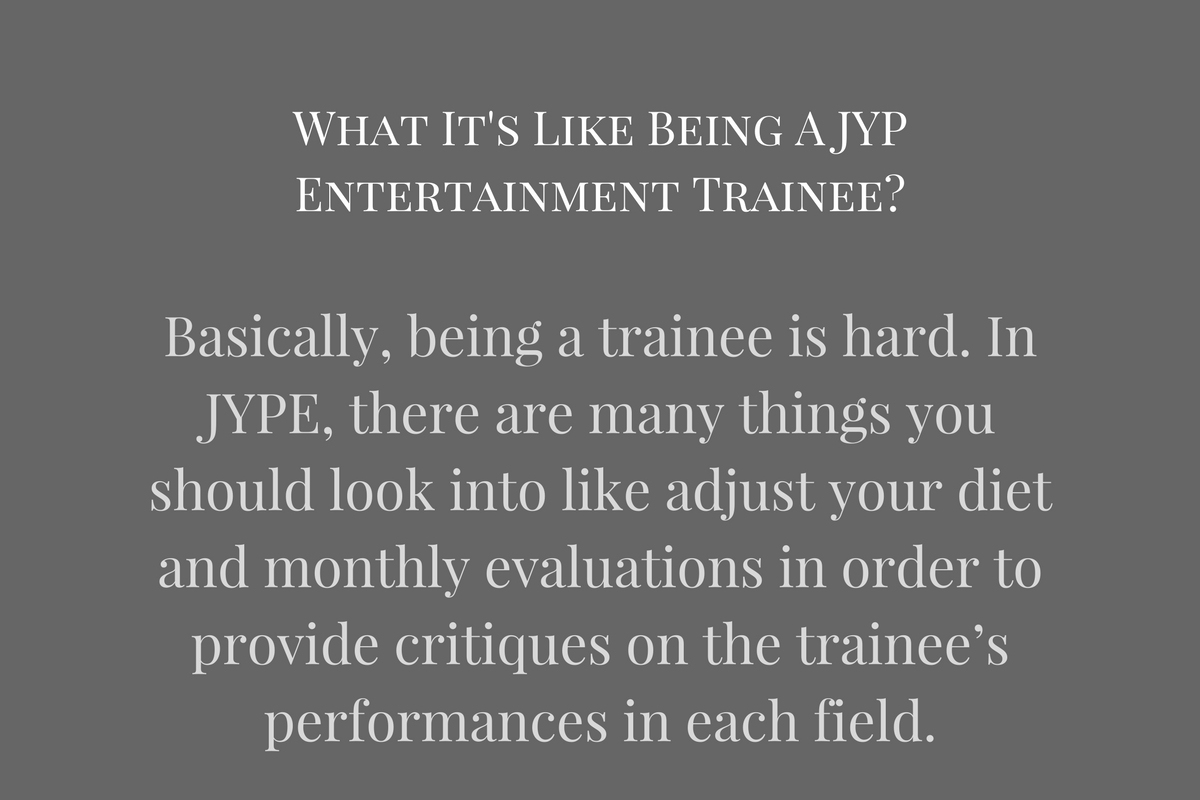 What It's Like Being A JYP
Entertainment Trainee?
Basically, being a trainee is hard. In
JYPE, there are many things you
should look into like adjust your diet
and monthly evaluations in order to
provide critiques on the trainee’s
performances in each field.